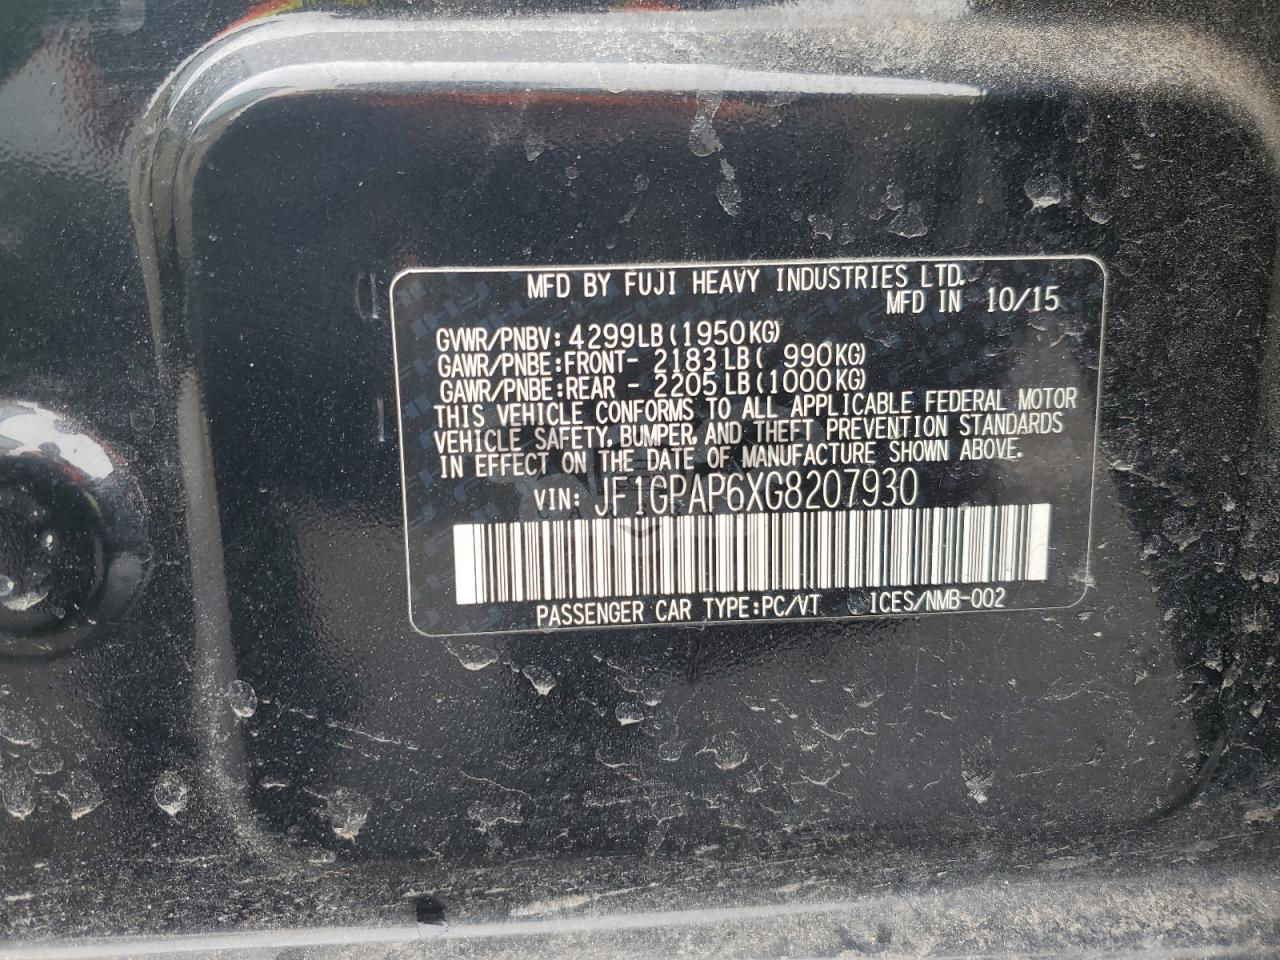 MFD BY FUJI HEAVY INDUSTRIES LTD.
MFD IN 10/15
GVWR/PNBV: 4299LB(1950KG)
GAWR/PNBE:FRONT- 2183LB( 990KG)
GAWR/PNBE:REAR - 2205LB(1000KG)
THIS VEHICLE CONFORMS TO ALL APPLICABLE FEDERAL MOTOR
VEHICLE SAFETY, BUMPER, AND THEFT PREVENTION STANDARDS
IN EFFECT ON THE DATE OF MANUFACTURE SHOWN ABOVE.
VIN: JF1GPAP6XG8207930
PASSENGER CAR TYPE:PC/VT ICES/NMB-002